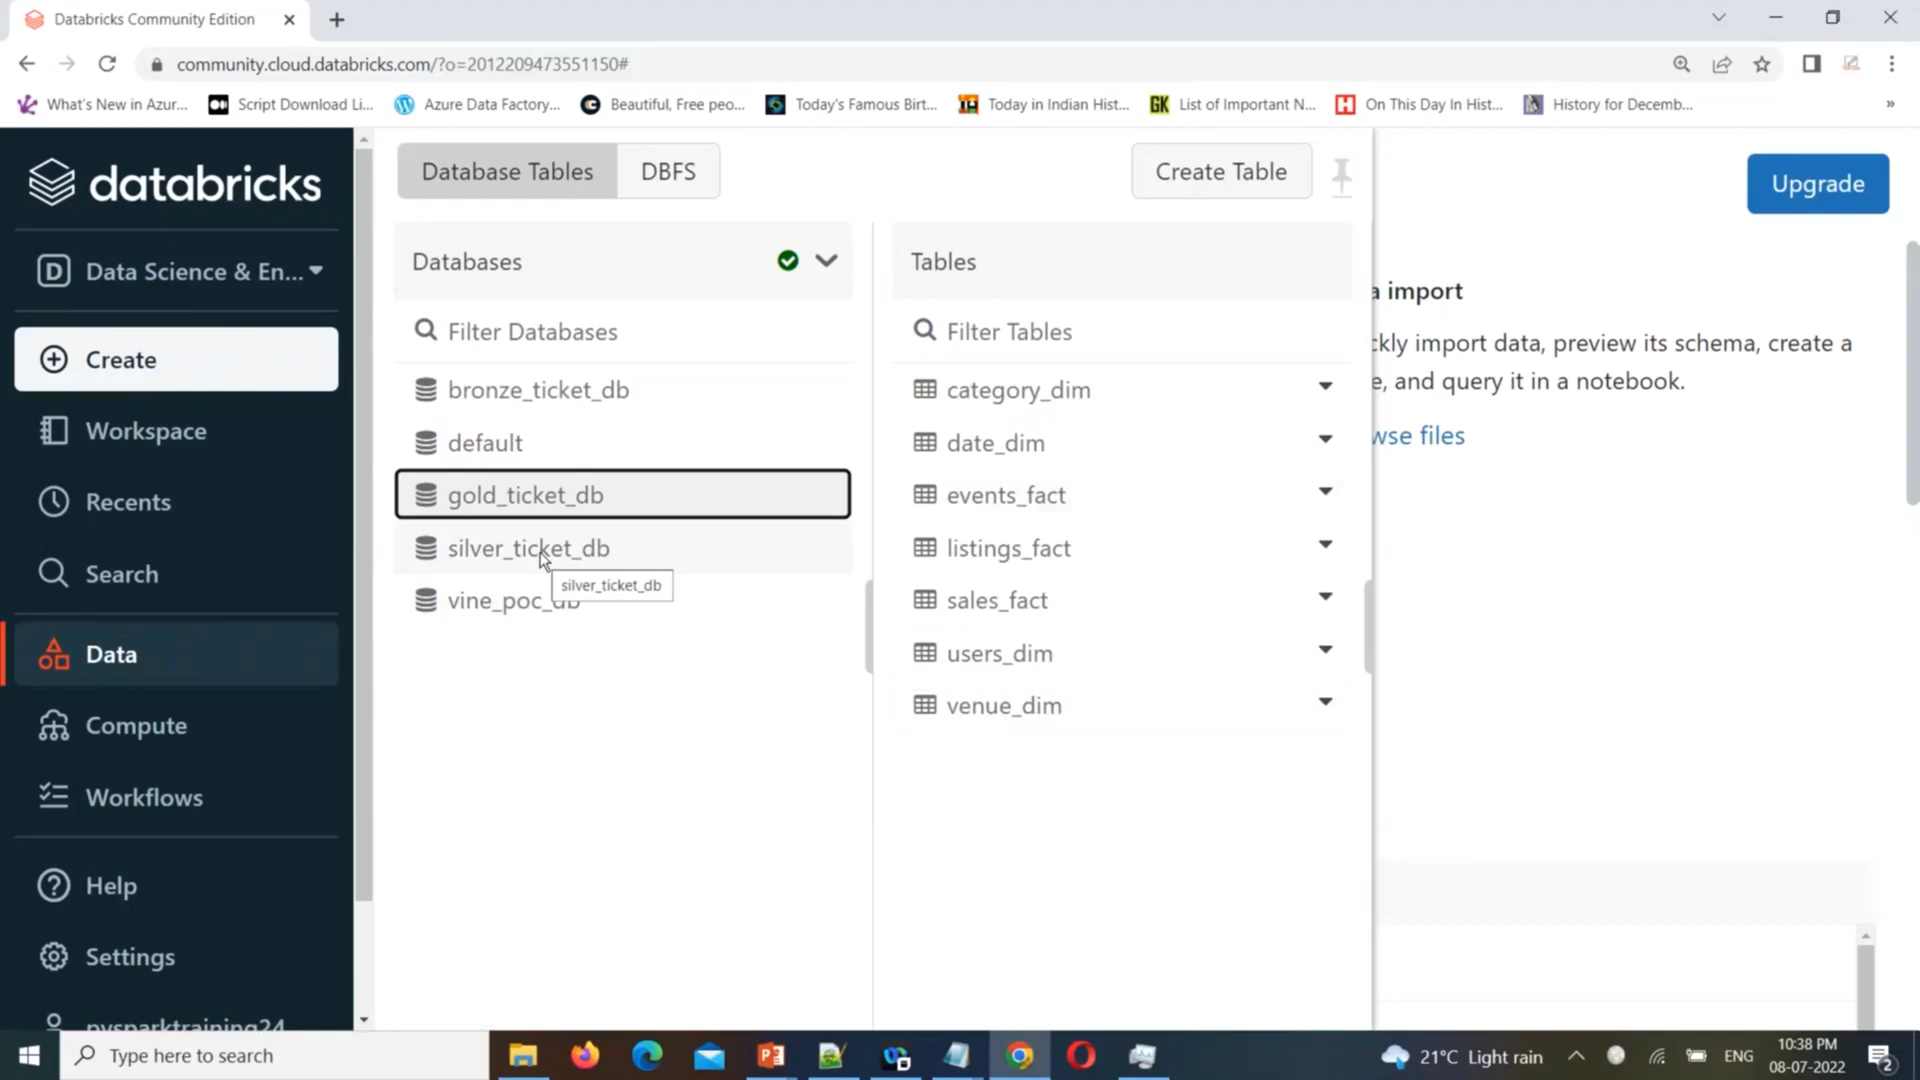 Databricks Community Edition
community.cloud.databricks.com/?o=2012209473551150#
What's New in Azur...
Script Download Li...
Azure Data Factory...
Beautiful, Free peo...
Today's Famous Birt...
Today in Indian Hist...
GK
List of Important N...
H
On This Day In Hist...
History for Decemb...
»
databricks
D
Data Science & En...
Create
Workspace
Recents
Search
Data
Compute
Workflows
Help
Settings
pysparktraining24
Database Tables
DBFS
Create Table
Upgrade
Databases
Filter Databases
bronze_ticket_db
default
gold_ticket_db
silver_ticket_db
silver_ticket_db
vine_poc_db
Tables
Filter Tables
category_dim
date_dim
events_fact
listings_fact
sales_fact
users_dim
venue_dim
a import
ckly import data, preview its schema, create a
e, and query it in a notebook.
wse files
Type here to search
21°C Light rain
ENG
10:38 PM
08-07-2022
2